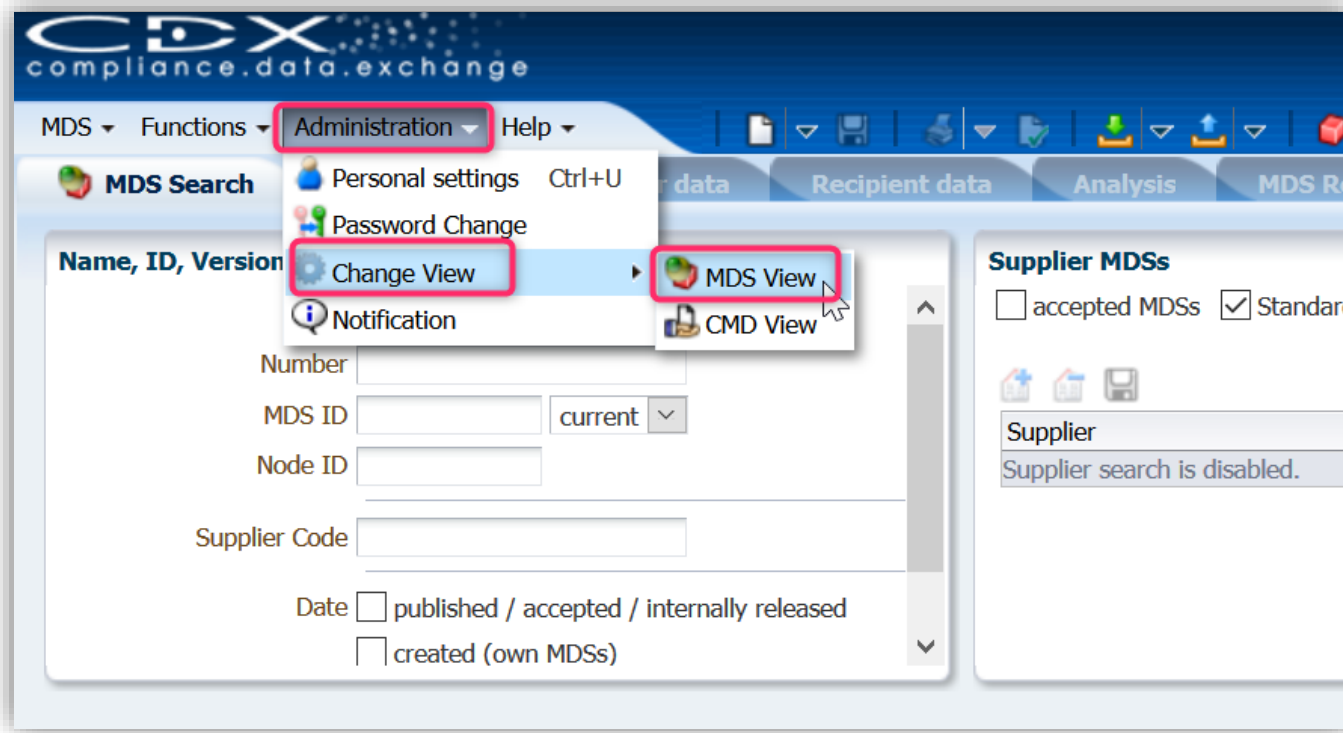 CDX
compliance.data.exchange
MDS Functions Administration Help
MDS Search r data Recipient data Analysis MDS R
Personal settings Ctrl+U
Password Change
Change View
Notification
MDS View
CMD View
Name, ID, Version
Number
MDS ID current
Node ID
Supplier Code
Date published / accepted / internally released
created (own MDSs)
Supplier MDSs
accepted MDSs Standar
Supplier
Supplier search is disabled.